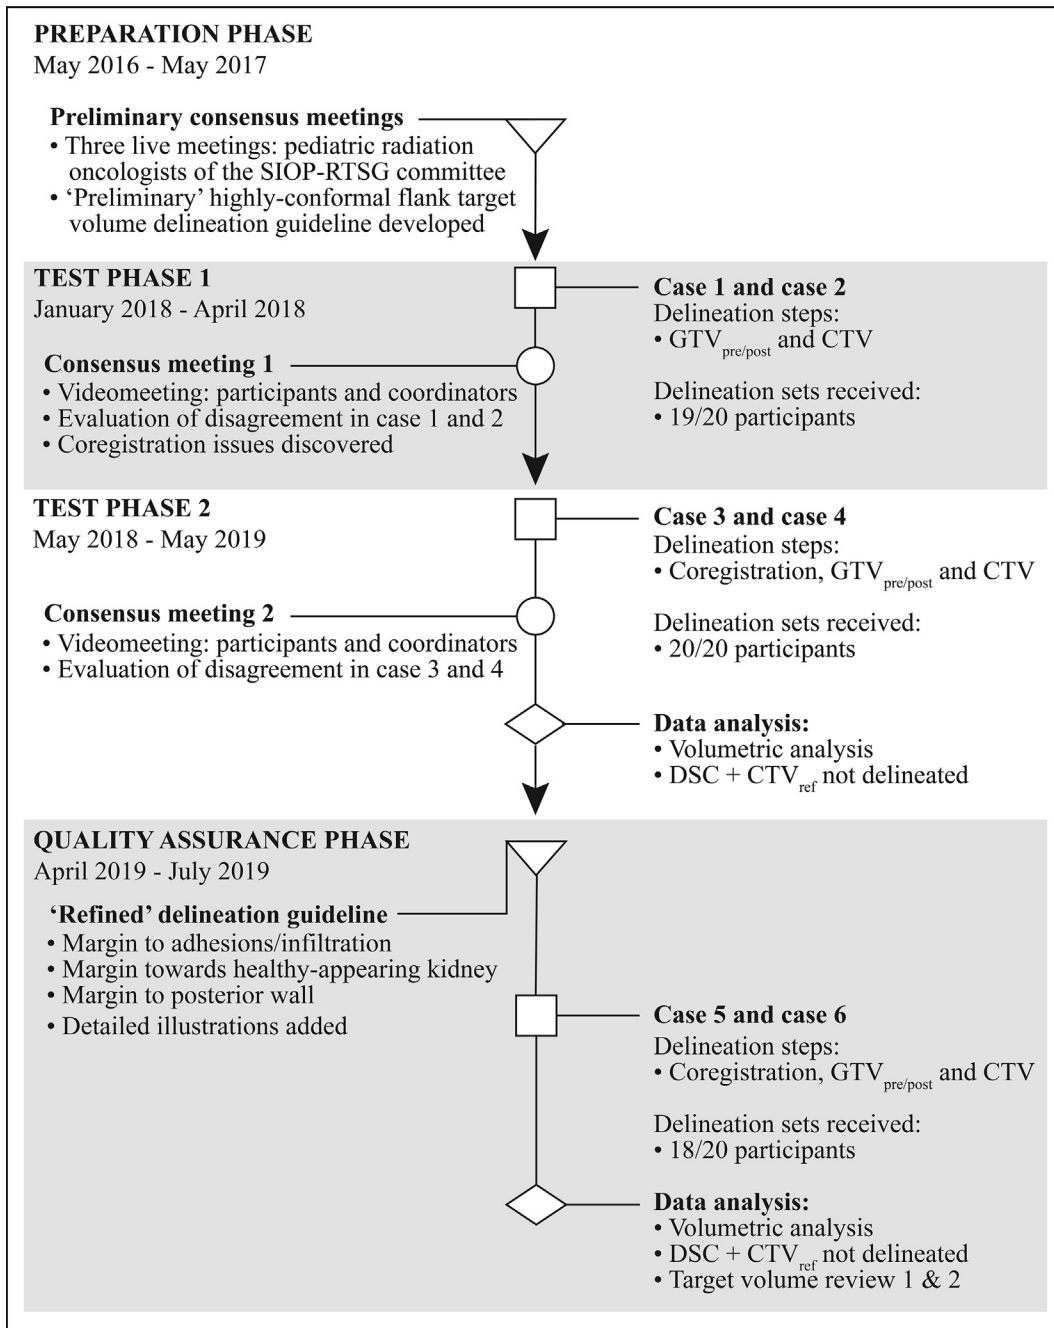 PREPARATION PHASE
May 2016 - May 2017
Preliminary consensus meetings
• Three live meetings: pediatric radiation
oncologists of the SIOP-RTSG committee
• ‘Preliminary’ highly-conformal flank target
volume delineation guideline developed
TEST PHASE 1
January 2018 - April 2018
Case 1 and case 2
Delineation steps:
• GTVpre/post and CTV
Delineation sets received:
• 19/20 participants
Consensus meeting 1
• Videomeeting: participants and coordinators
• Evaluation of disagreement in case 1 and 2
• Coregistration issues discovered
TEST PHASE 2
May 2018 - May 2019
Case 3 and case 4
Delineation steps:
• Coregistration, GTVpre/post and CTV
Delineation sets received:
• 20/20 participants
Consensus meeting 2
• Videomeeting: participants and coordinators
• Evaluation of disagreement in case 3 and 4
Data analysis:
• Volumetric analysis
• DSC + CTVref not delineated
QUALITY ASSURANCE PHASE
April 2019 - July 2019
‘Refined’ delineation guideline
• Margin to adhesions/infiltration
• Margin towards healthy-appearing kidney
• Margin to posterior wall
• Detailed illustrations added
Case 5 and case 6
Delineation steps:
• Coregistration, GTVpre/post and CTV
Delineation sets received:
• 18/20 participants
Data analysis:
• Volumetric analysis
• DSC + CTVref not delineated
• Target volume review 1 & 2